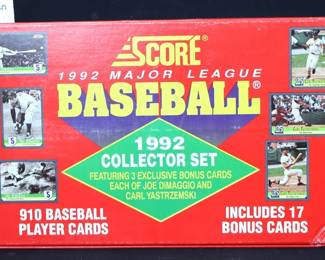 SCORE®
1992 MAJOR LEAGUE
BASEBALL®
1992
COLLECTOR SET
FEATURING 3 EXCLUSIVE BONUS CARDS
EACH OF JOE DIMAGGIO AND
CARL YASTRZEMSKI
910 BASEBALL
PLAYER CARDS
INCLUDES 17
BONUS CARDS